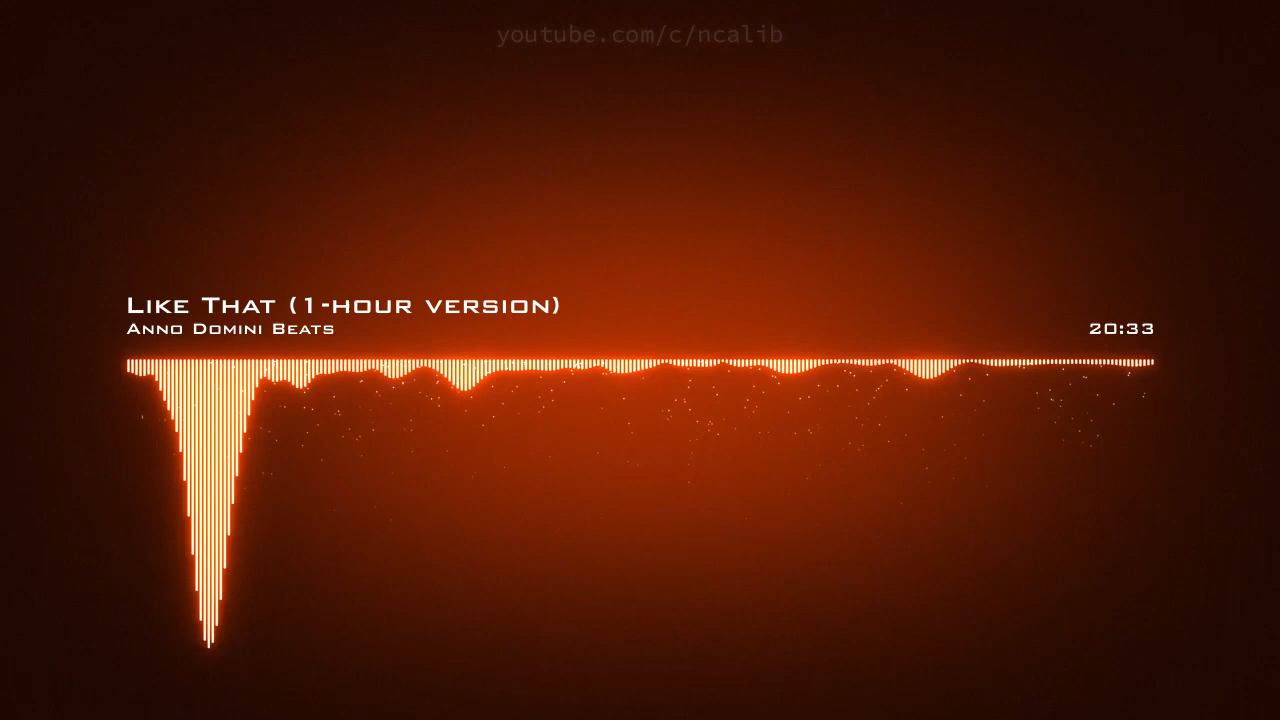 youtube.com/c/ncalib
Like That (1-hour version)
Anno Domini Beats
20:33